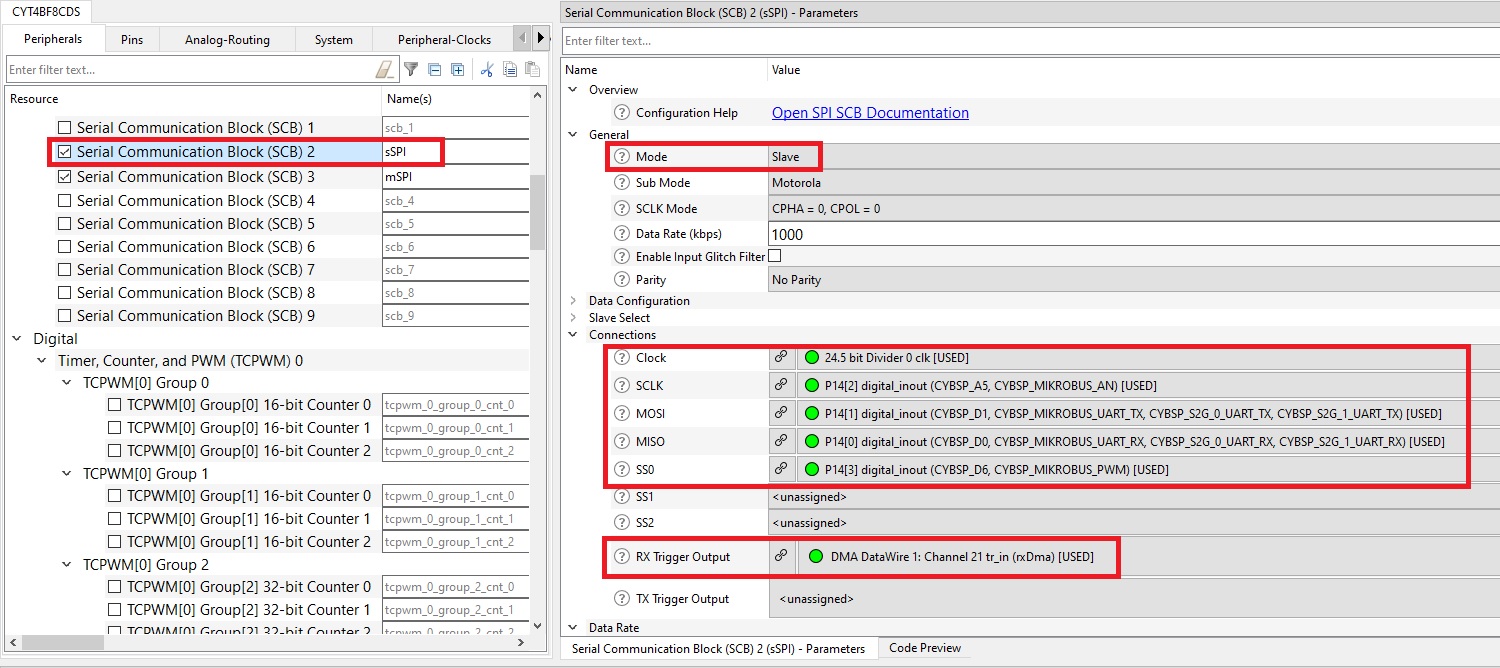 CYT4BF8CDS
Peripherals Pins Analog-Routing System Peripheral-Clocks
Enter filter text...
Resource Name(s)
Serial Communication Block (SCB) 1 scb_1
Serial Communication Block (SCB) 2 sSPI
Serial Communication Block (SCB) 3 mSPI
Serial Communication Block (SCB) 4 scb_4
Serial Communication Block (SCB) 5 scb_5
Serial Communication Block (SCB) 6 scb_6
Serial Communication Block (SCB) 7 scb_7
Serial Communication Block (SCB) 8 scb_8
Serial Communication Block (SCB) 9 scb_9
Digital
Timer, Counter, and PWM (TCPWM) 0
TCPWM[0] Group 0
TCPWM[0] Group[0] 16-bit Counter 0 tcpwm_0_group_0_cnt_0
TCPWM[0] Group[0] 16-bit Counter 1 tcpwm_0_group_0_cnt_1
TCPWM[0] Group[0] 16-bit Counter 2 tcpwm_0_group_0_cnt_2
TCPWM[0] Group 1
TCPWM[0] Group[1] 16-bit Counter 0 tcpwm_0_group_1_cnt_0
TCPWM[0] Group[1] 16-bit Counter 1 tcpwm_0_group_1_cnt_1
TCPWM[0] Group[1] 16-bit Counter 2 tcpwm_0_group_1_cnt_2
TCPWM[0] Group 2
TCPWM[0] Group[2] 32-bit Counter 0 tcpwm_0_group_2_cnt_0
TCPWM[0] Group[2] 32-bit Counter 1 tcpwm_0_group_2_cnt_1
TCPWM[0] Group[2] 32-bit Counter 2 tcpwm_0_group_2_cnt_2
Serial Communication Block (SCB) 2 (sSPI) - Parameters
Enter filter text...
Name Value
Overview
Configuration Help Open SPI SCB Documentation
General
Mode Slave
Sub Mode Motorola
SCLK Mode CPHA = 0, CPOL = 0
Data Rate (kbps) 1000
Enable Input Glitch Filter
Parity No Parity
Data Configuration
Slave Select
Connections
Clock 24.5 bit Divider 0 clk [USED]
SCLK P14[2] digital_inout (CYBSP_A5, CYBSP_MIKROBUS_AN) [USED]
MOSI P14[1] digital_inout (CYBSP_D1, CYBSP_MIKROBUS_UART_TX, CYBSP_S2G_0_UART_TX, CYBSP_S2G_1_UART_TX) [USED]
MISO P14[0] digital_inout (CYBSP_D0, CYBSP_MIKROBUS_UART_RX, CYBSP_S2G_0_UART_RX, CYBSP_S2G_1_UART_RX) [USED]
SS0 P14[3] digital_inout (CYBSP_D6, CYBSP_MIKROBUS_PWM) [USED]
SS1 <unassigned>
SS2 <unassigned>
RX Trigger Output DMA DataWire 1: Channel 21 tr_in (rxDma) [USED]
TX Trigger Output <unassigned>
Data Rate
Serial Communication Block (SCB) 2 (sSPI) - Parameters Code Preview